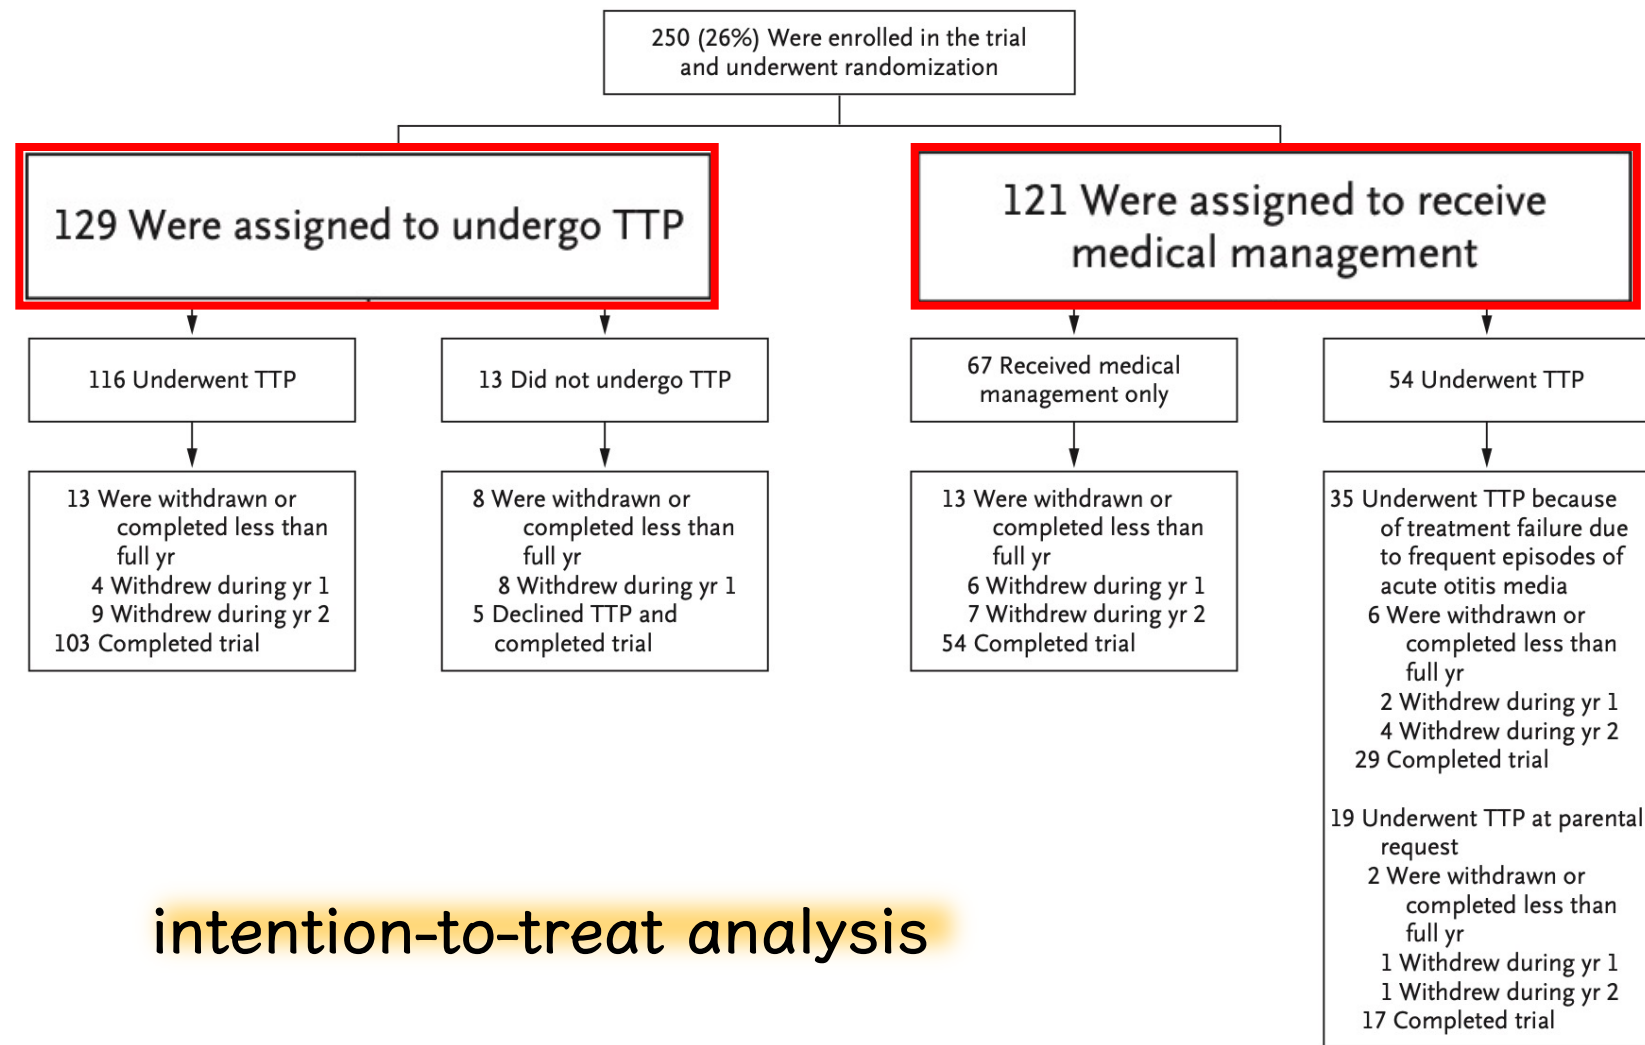 250 (26%) Were enrolled in the trial
and underwent randomization
129 Were assigned to undergo TTP
121 Were assigned to receive
medical management
116 Underwent TTP
13 Did not undergo TTP
67 Received medical
management only
54 Underwent TTP
13 Were withdrawn or
completed less than
full yr
4 Withdrew during yr 1
9 Withdrew during yr 2
103 Completed trial
8 Were withdrawn or
completed less than
full yr
8 Withdrew during yr 1
5 Declined TTP and
completed trial
13 Were withdrawn or
completed less than
full yr
6 Withdrew during yr 1
7 Withdrew during yr 2
54 Completed trial
35 Underwent TTP because
of treatment failure due
to frequent episodes of
acute otitis media
6 Were withdrawn or
completed less than
full yr
2 Withdrew during yr 1
4 Withdrew during yr 2
29 Completed trial
19 Underwent TTP at parental
request
2 Were withdrawn or
completed less than
full yr
1 Withdrew during yr 1
1 Withdrew during yr 2
17 Completed trial
intention-to-treat analysis